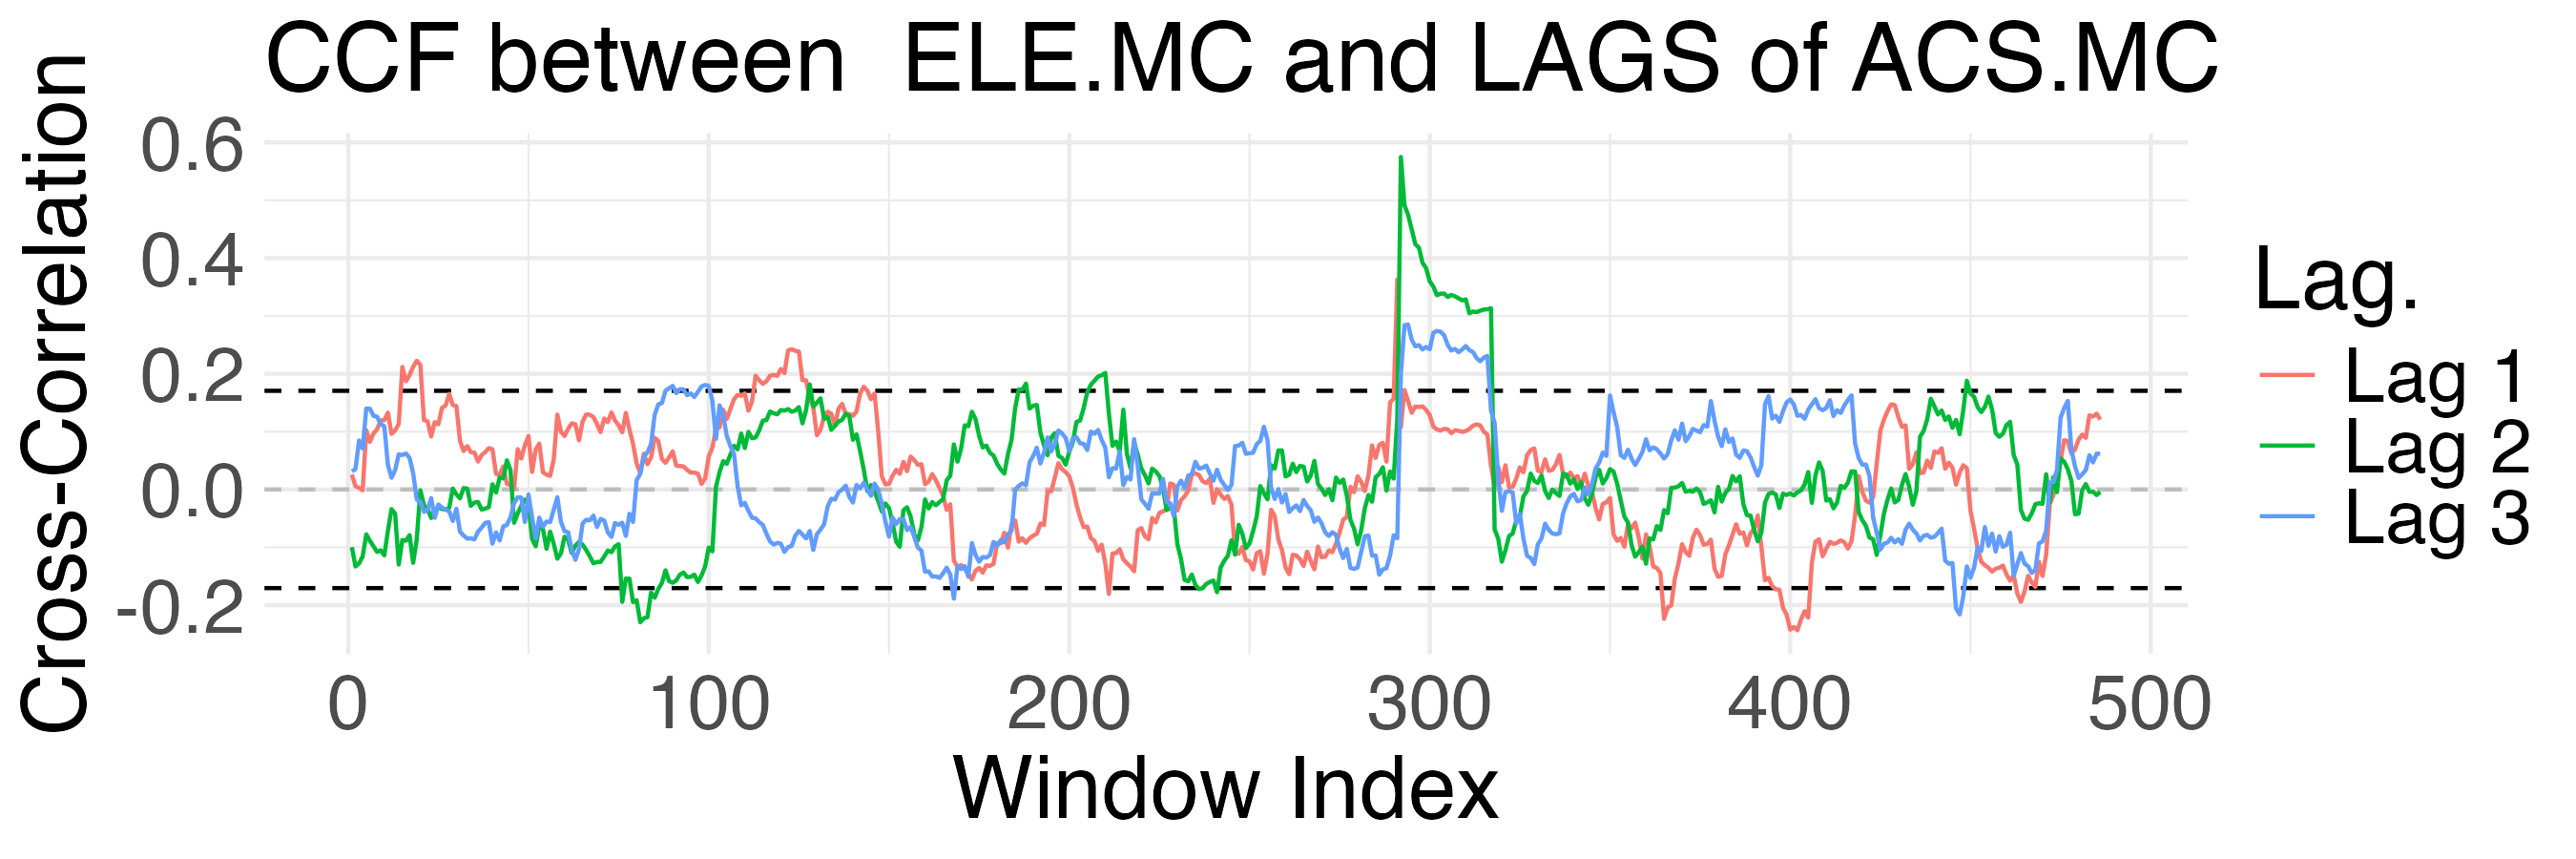 CCF between  ELE.MC and LAGS of ACS.MC
Cross-Correlation
0.6
0.4
0.2
0.0
-0.2
0 100 200 300 400 500
Window Index
Lag.
Lag 1
Lag 2
Lag 3